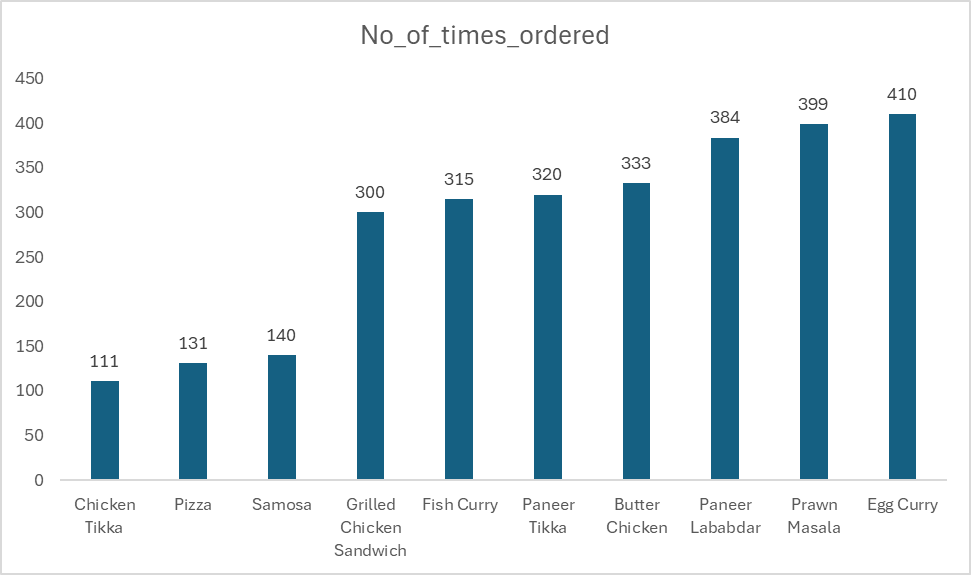 No_of_times_ordered
450
400
350
300
250
200
150
100
50
0
111
131
140
300
315
320
333
384
399
410
Chicken
Tikka
Pizza
Samosa
Grilled
Chicken
Sandwich
Fish Curry
Paneer
Tikka
Butter
Chicken
Paneer
Lababdar
Prawn
Masala
Egg Curry